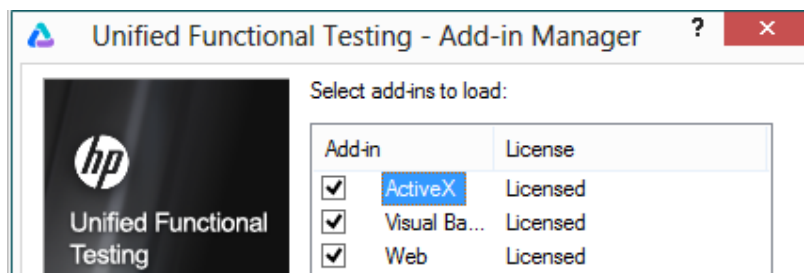 Unified Functional Testing - Add-in Manager ?
Select add-ins to load:
hp
Unified Functional
Testing
Add-in License
ActiveX Licensed
Visual Ba... Licensed
Web Licensed